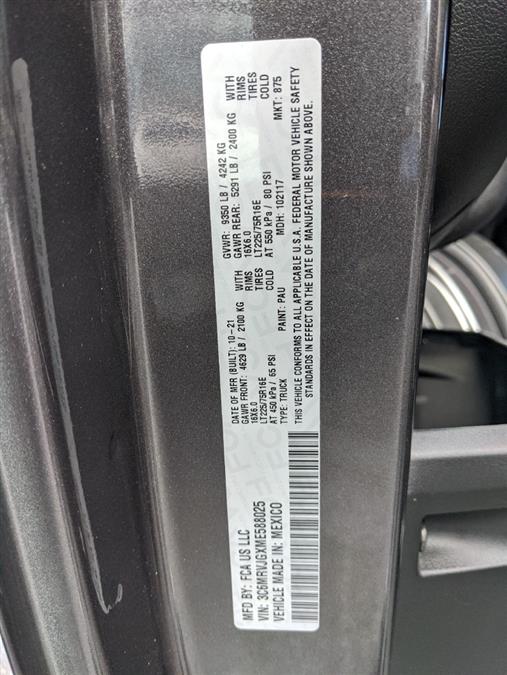 MFD BY: FCA US LLC
VIN: 3C6MRVJGXME588025
VEHICLE MADE IN: MEXICO
DATE OF MFR (BUILT): 10-21 GVWR: 9350 LB / 4242 KG
GAWR FRONT: 4629 LB / 2100 KG WITH GAWR REAR: 5291 LB / 2400 KG WITH
16X6.0 RIMS 16X6.0 RIMS
LT225/75R16E TIRES LT225/75R16E TIRES
AT 450 kPa / 65 PSI COLD AT 550 kPa / 80 PSI COLD
TYPE: TRUCK PAINT: PAU MDH: 102117 MKT: 875
THIS VEHICLE CONFORMS TO ALL APPLICABLE U.S.A. FEDERAL MOTOR VEHICLE SAFETY
STANDARDS IN EFFECT ON THE DATE OF MANUFACTURE SHOWN ABOVE.